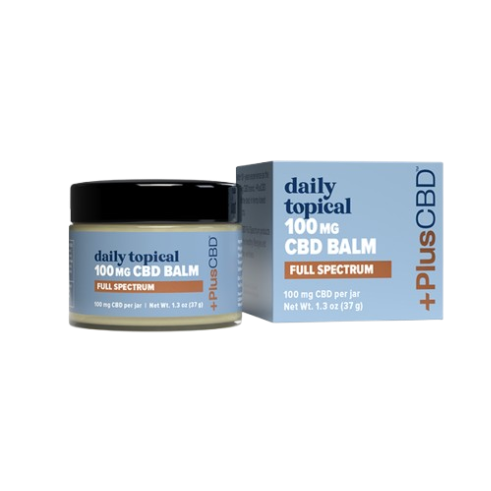 daily topical
100 MG CBD BALM
FULL SPECTRUM
100 mg CBD per jar | Net Wt. 1.3 oz (37 g)
+PlusCBD™
daily
topical
100 MG
CBD BALM
FULL SPECTRUM
100 mg CBD per jar
Net Wt. 1.3 oz (37 g)
+PlusCBD™